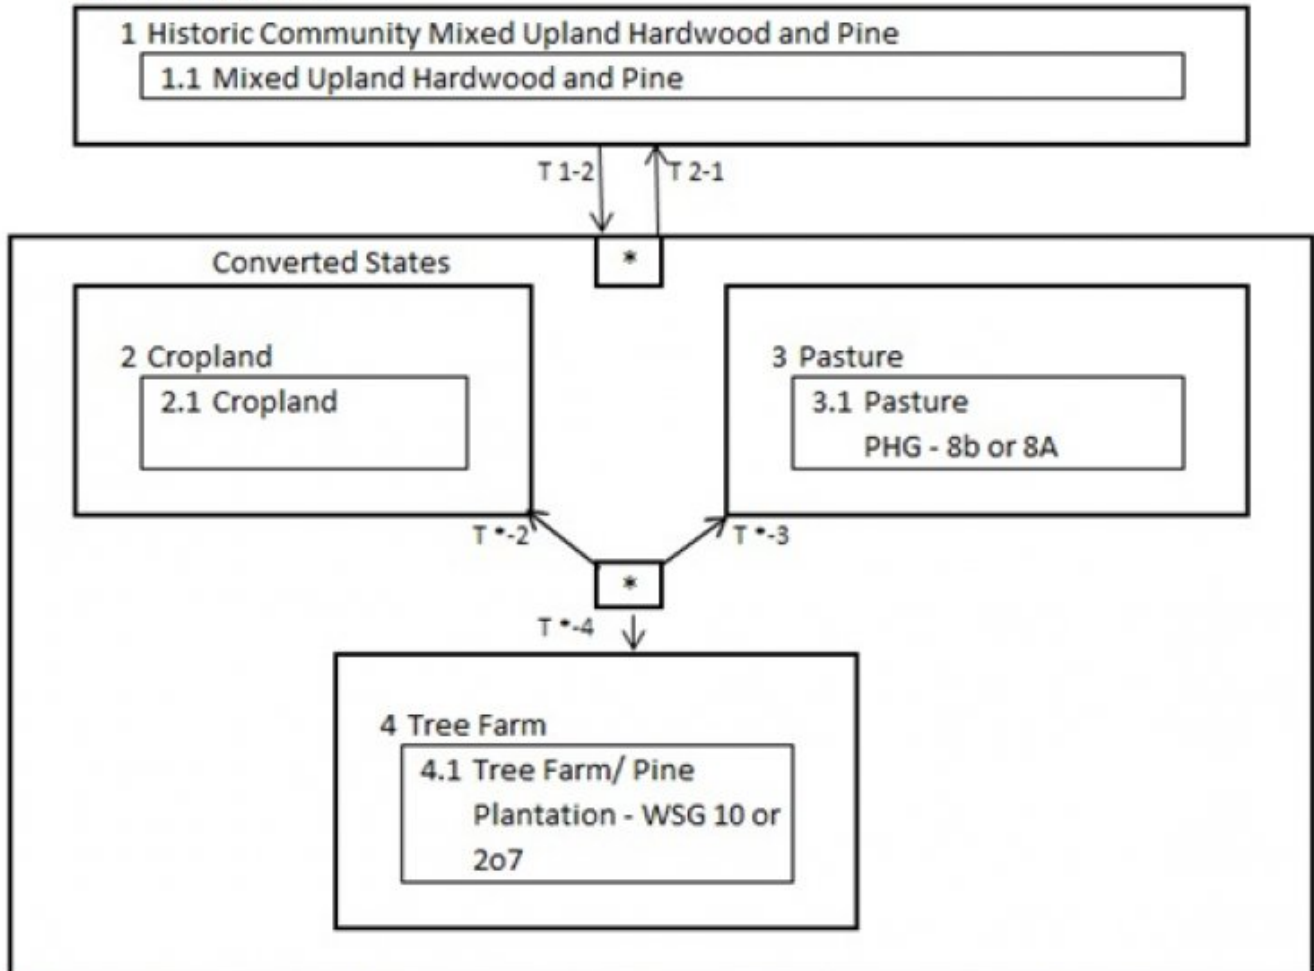 1 Historic Community Mixed Upland Hardwood and Pine
1.1 Mixed Upland Hardwood and Pine
T 1-2
T 2-1
*
Converted States
2 Cropland
2.1 Cropland
3 Pasture
3.1 Pasture
PHG - 8b or 8A
T *-2
T *-3
*
T *-4
4 Tree Farm
4.1 Tree Farm/ Pine
Plantation - WSG 10 or
2o7